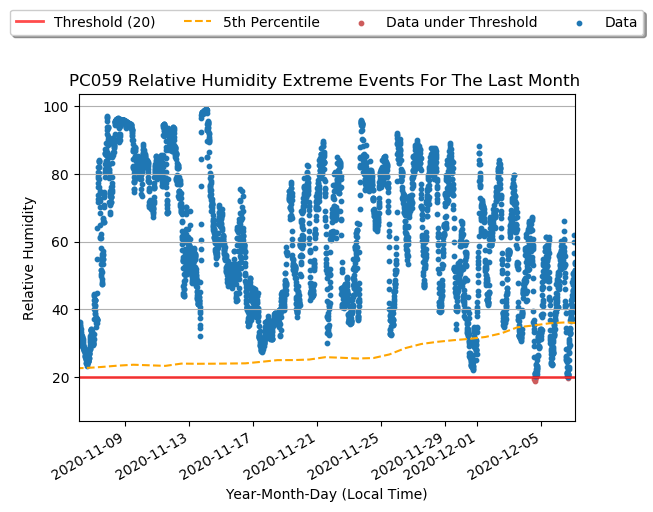 Threshold (20) 5th Percentile Data under Threshold Data
PC059 Relative Humidity Extreme Events For The Last Month
100
80
60
40
20
Relative Humidity
2020-11-09 2020-11-13 2020-11-17 2020-11-21 2020-11-25 2020-11-29 2020-12-01 2020-12-05
Year-Month-Day (Local Time)